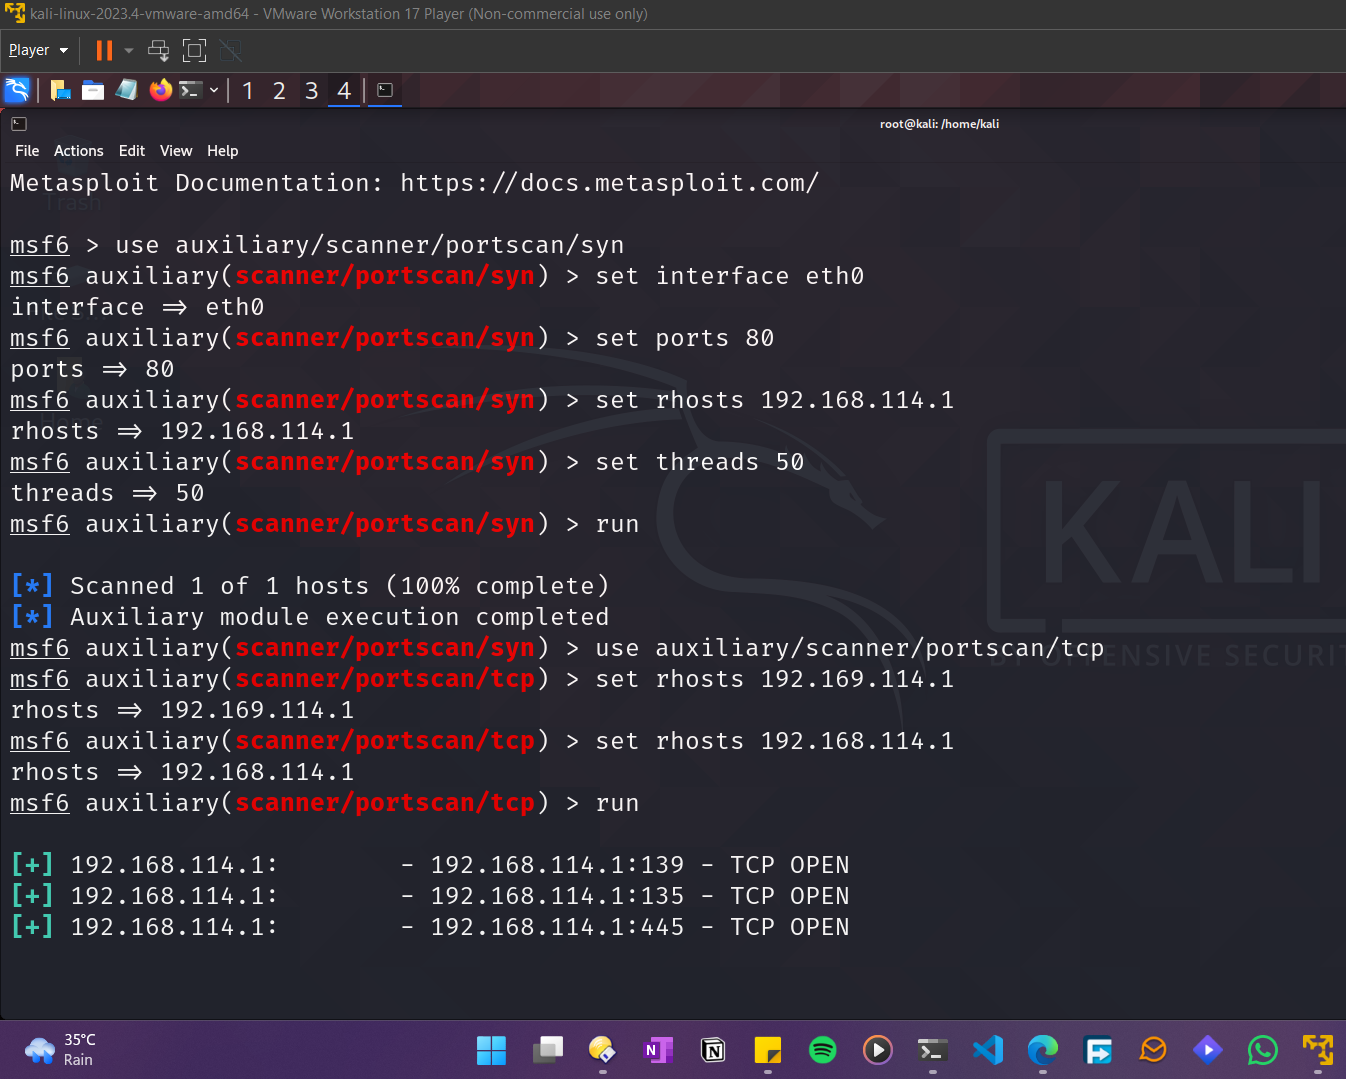 kali-linux-2023.4-vmware-amd64 - VMware Workstation 17 Player (Non-commercial use only)
Player
1 2 3 4
root@kali: /home/kali
File Actions Edit View Help
Metasploit Documentation: https://docs.metasploit.com/
Trash
msf6 > use auxiliary/scanner/portscan/syn
msf6 auxiliary(scanner/portscan/syn) > set interface eth0
interface => eth0
msf6 auxiliary(scanner/portscan/syn) > set ports 80
ports => 80
msf6 auxiliary(scanner/portscan/syn) > set rhosts 192.168.114.1
Home
rhosts => 192.168.114.1
msf6 auxiliary(scanner/portscan/syn) > set threads 50
threads => 50
msf6 auxiliary(scanner/portscan/syn) > run
KALI
[*] Scanned 1 of 1 hosts (100% complete)
[*] Auxiliary module execution completed
msf6 auxiliary(scanner/portscan/syn) > use auxiliary/scanner/portscan/tcp
BY OFFENSIVE SECURIT
msf6 auxiliary(scanner/portscan/tcp) > set rhosts 192.169.114.1
rhosts => 192.169.114.1
msf6 auxiliary(scanner/portscan/tcp) > set rhosts 192.168.114.1
rhosts => 192.168.114.1
msf6 auxiliary(scanner/portscan/tcp) > run
[+] 192.168.114.1: - 192.168.114.1:139 - TCP OPEN
[+] 192.168.114.1: - 192.168.114.1:135 - TCP OPEN
[+] 192.168.114.1: - 192.168.114.1:445 - TCP OPEN
35°C
Rain